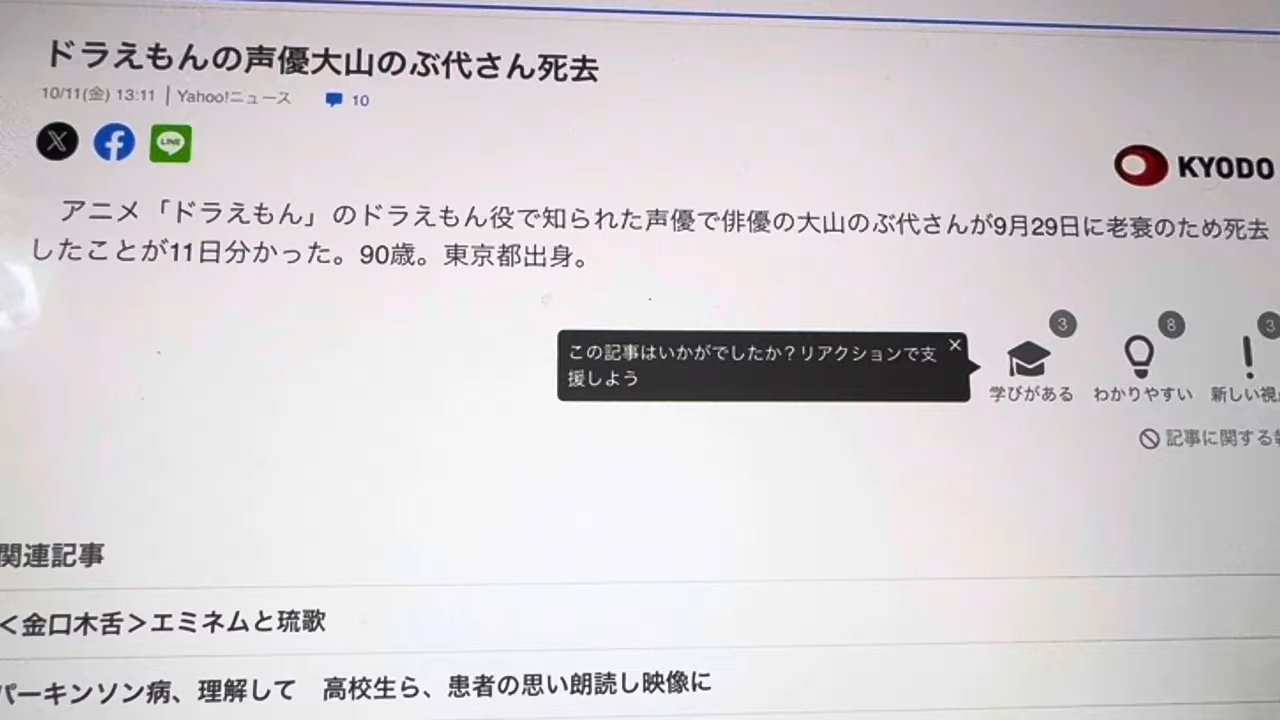 ドラえもんの声優大山のぶ代さん死去
10/11(金) 13:11 | Yahoo!ニュース 10
X f LINE
KYODO
アニメ「ドラえもん」のドラえもん役で知られた声優で俳優の大山のぶ代さんが9月29日に老衰のため死去
したことが11日分かった。90歳。東京都出身。
3 8 3
この記事はいかがでしたか?リアクションで支
援しよう
×
学びがある わかりやすい 新しい視
記事に関する
関連記事
<金口木舌>エミネムと琉歌
パーキンソン病、理解して 高校生ら、患者の思い朗読し映像に